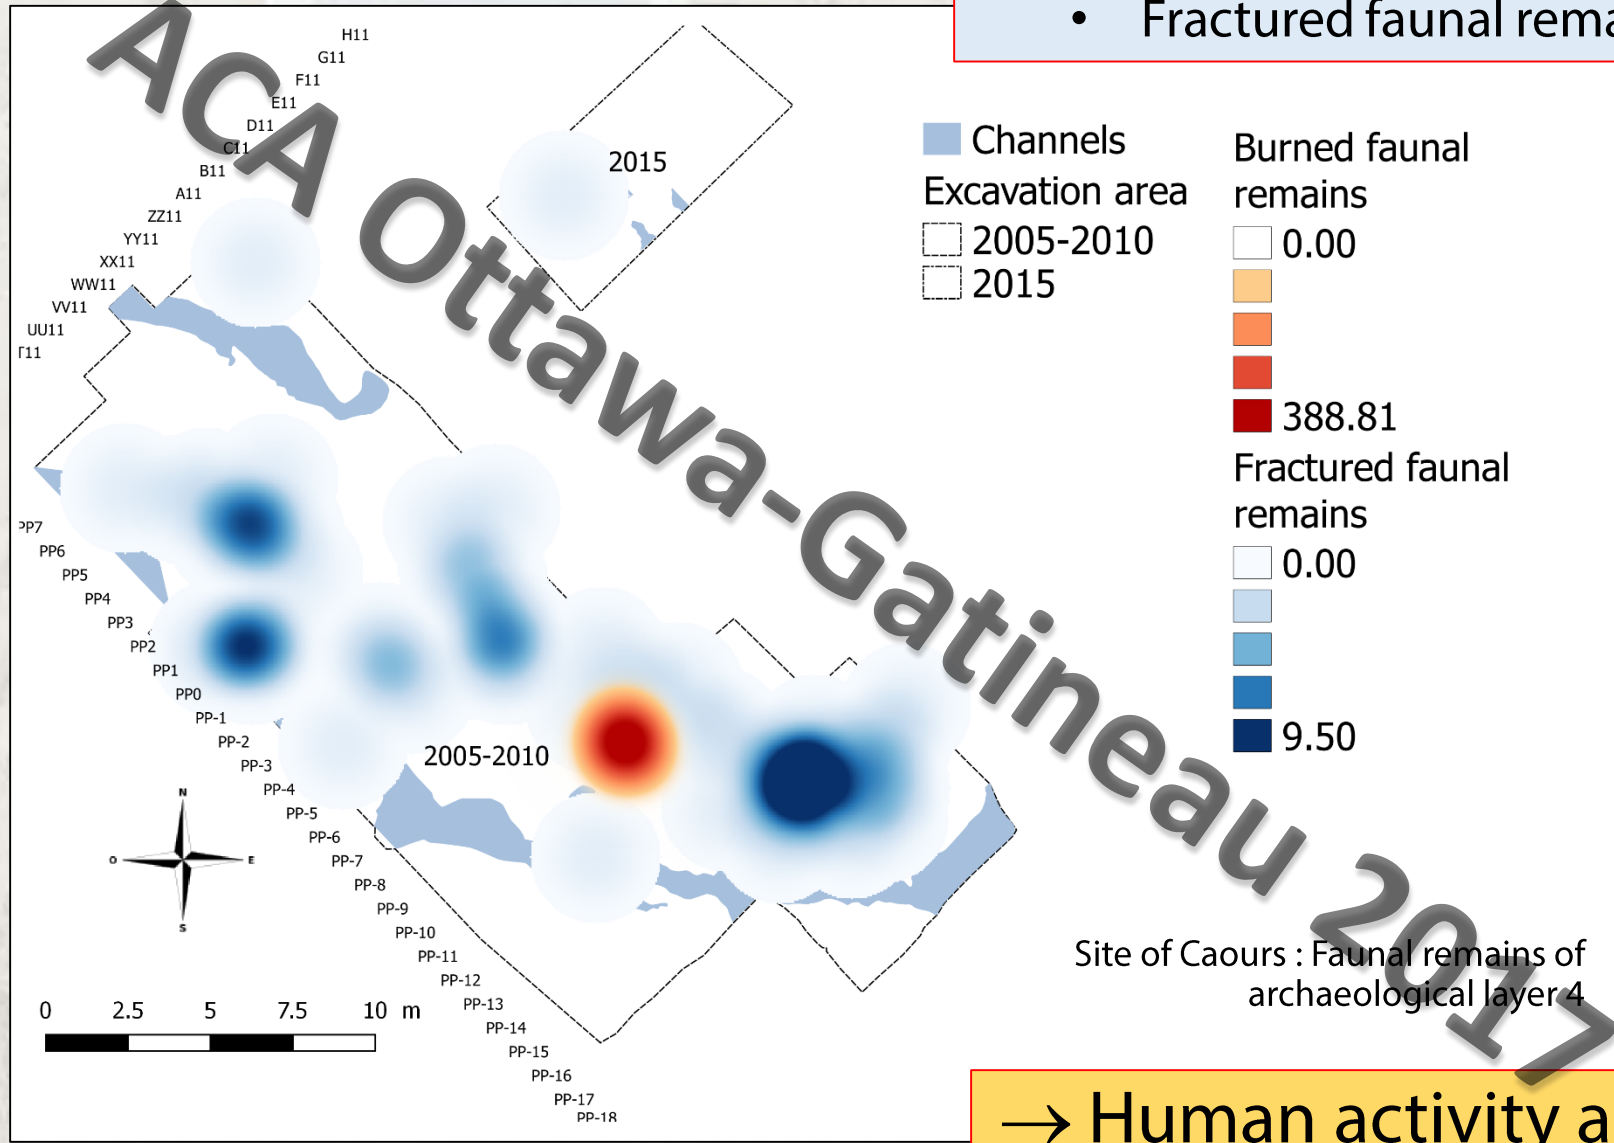 • Fractured faunal rema
H11
G11
F11
E11
D11
C11
B11
A11
ZZ11
YY11
XX11
WW11
VV11
UU11
T11
2015
Channels
Excavation area
2005-2010
2015
Burned faunal
remains
0.00
388.81
Fractured faunal
remains
0.00
9.50
ACA Ottawa-Gatineau 2017
PP7
PP6
PP5
PP4
PP3
PP2
PP1
PP0
PP-1
PP-2
PP-3
PP-4
PP-5
PP-6
PP-7
PP-8
PP-9
PP-10
PP-11
PP-12
PP-13
PP-14
PP-15
PP-16
PP-17
PP-18
2005-2010
N
O E
S
0 2.5 5 7.5 10 m
Site of Caours : Faunal remains of
archaeological layer 4
→ Human activity a